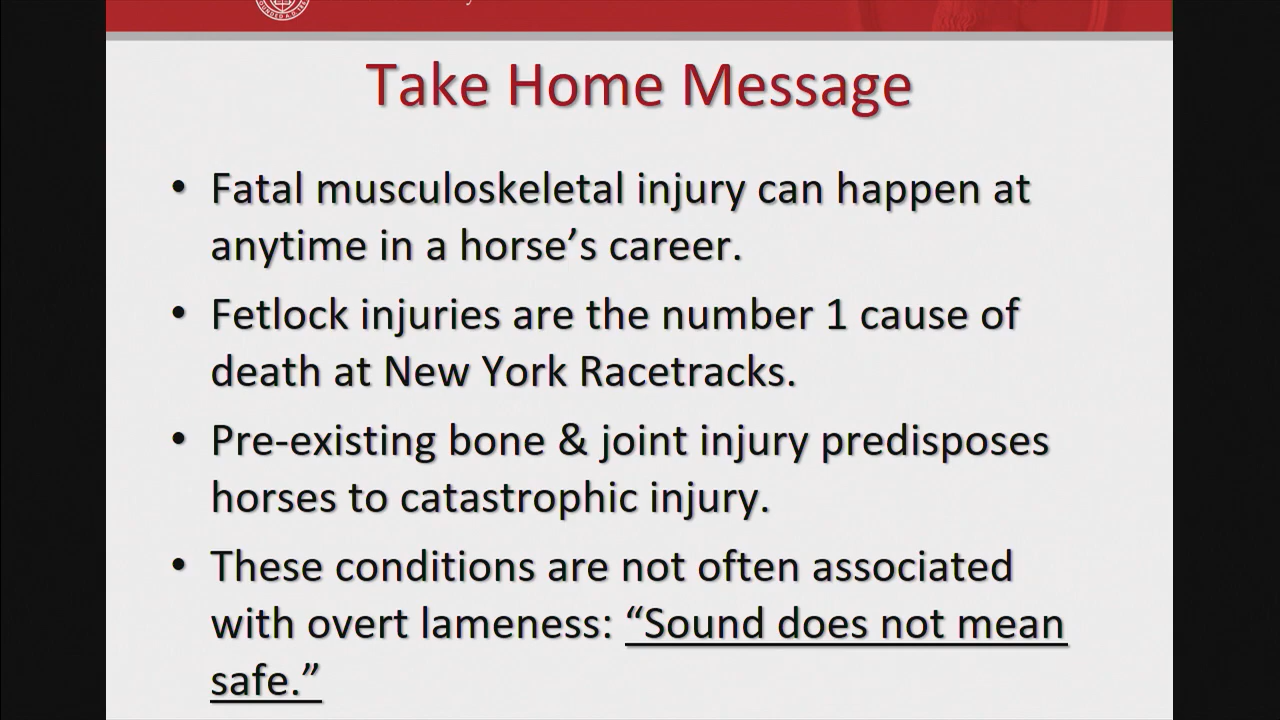 Take Home Message
• Fatal musculoskeletal injury can happen at
anytime in a horse’s career.
• Fetlock injuries are the number 1 cause of
death at New York Racetracks.
• Pre-existing bone & joint injury predisposes
horses to catastrophic injury.
• These conditions are not often associated
with overt lameness: “Sound does not mean
safe.”